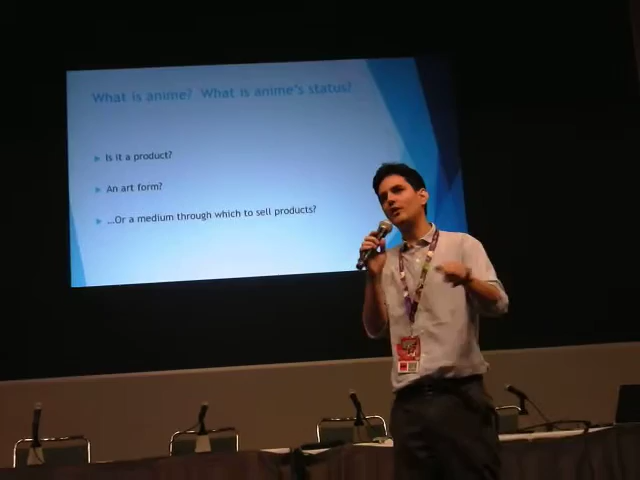 What is anime? What is anime's status?
Is it a product?
An art form?
...Or a medium through which to sell products?